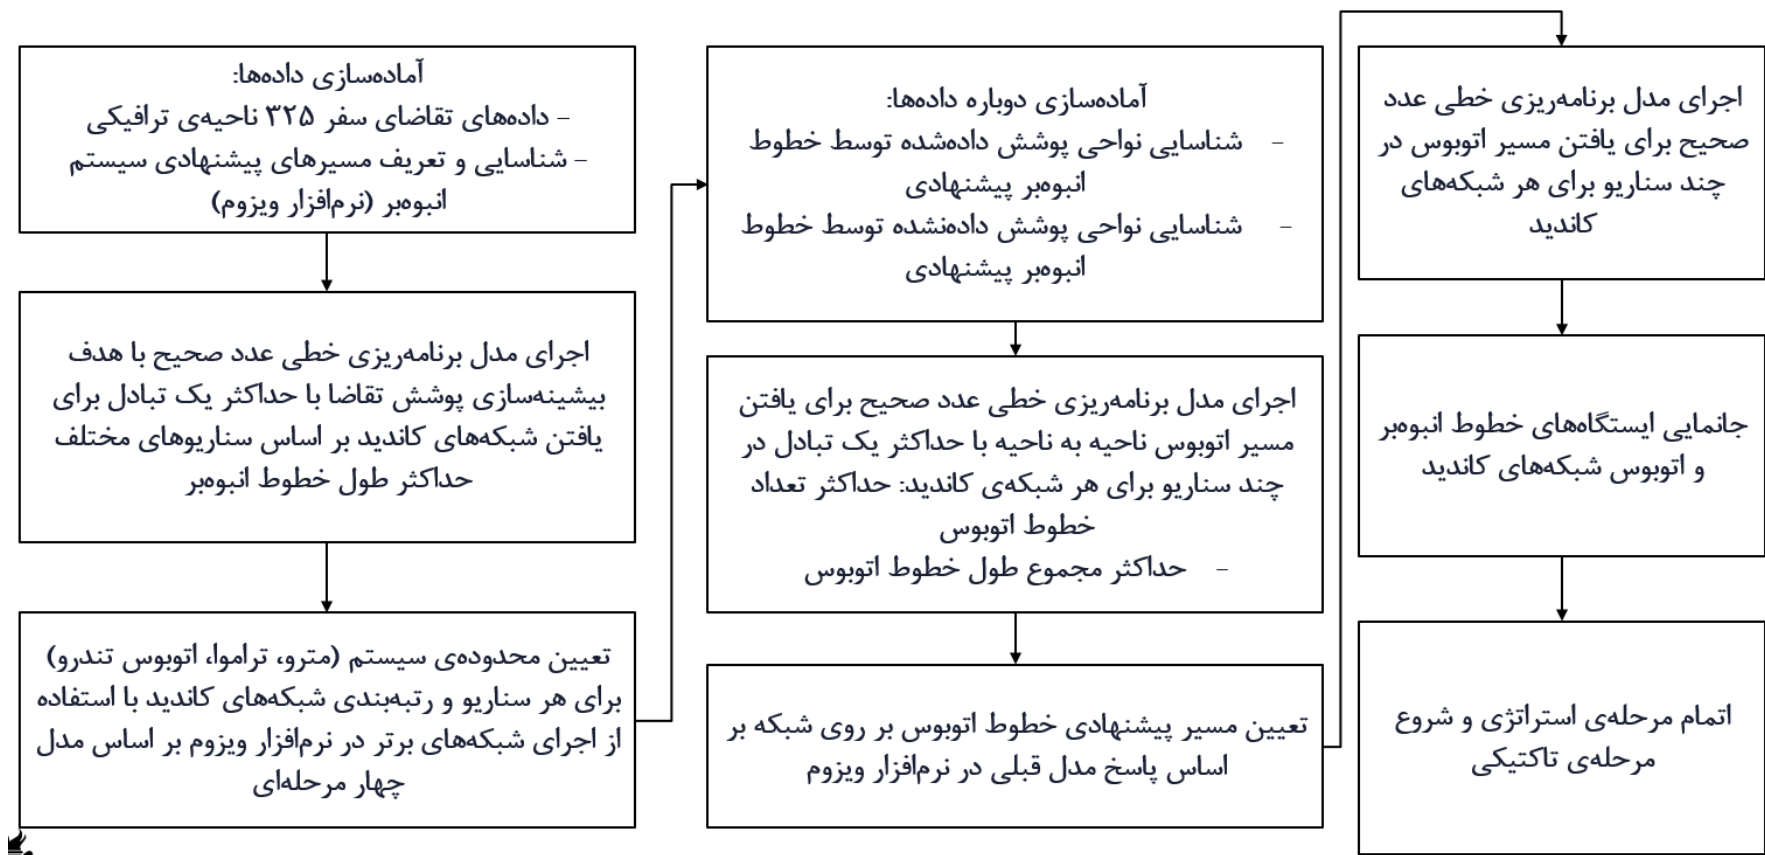 آماده‌سازی داده‌ها:
– داده‌های تقاضای سفر ۳۲۵ ناحیه‌ی ترافیکی
– شناسایی و تعریف مسیرهای پیشنهادی سیستم
انبوه‌بر (نرم‌افزار ویزوم)
اجرای مدل برنامه‌ریزی خطی عدد صحیح با هدف
بیشینه‌سازی پوشش تقاضا با حداکثر یک تبادل برای
یافتن شبکه‌های کاندید بر اساس سناریوهای مختلف
حداکثر طول خطوط انبوه‌بر
تعیین محدوده‌ی سیستم (مترو، تراموا، اتوبوس تندرو)
برای هر سناریو و رتبه‌بندی شبکه‌های کاندید با استفاده
از اجرای شبکه‌های برتر در نرم‌افزار ویزوم بر اساس مدل
چهار مرحله‌ای
آماده‌سازی دوباره داده‌ها:
– شناسایی نواحی پوشش داده‌شده توسط خطوط
انبوه‌بر پیشنهادی
– شناسایی نواحی پوشش داده‌نشده توسط خطوط
انبوه‌بر پیشنهادی
اجرای مدل برنامه‌ریزی خطی عدد صحیح برای یافتن
مسیر اتوبوس ناحیه به ناحیه با حداکثر یک تبادل در
چند سناریو برای هر شبکه‌ی کاندید: حداکثر تعداد
خطوط اتوبوس
– حداکثر مجموع طول خطوط اتوبوس
تعیین مسیر پیشنهادی خطوط اتوبوس بر روی شبکه بر
اساس پاسخ مدل قبلی در نرم‌افزار ویزوم
اجرای مدل برنامه‌ریزی خطی عدد
صحیح برای یافتن مسیر اتوبوس در
چند سناریو برای هر شبکه‌های
کاندید
جانمایی ایستگاه‌های خطوط انبوه‌بر
و اتوبوس شبکه‌های کاندید
اتمام مرحله‌ی استراتژی و شروع
مرحله‌ی تاکتیکی